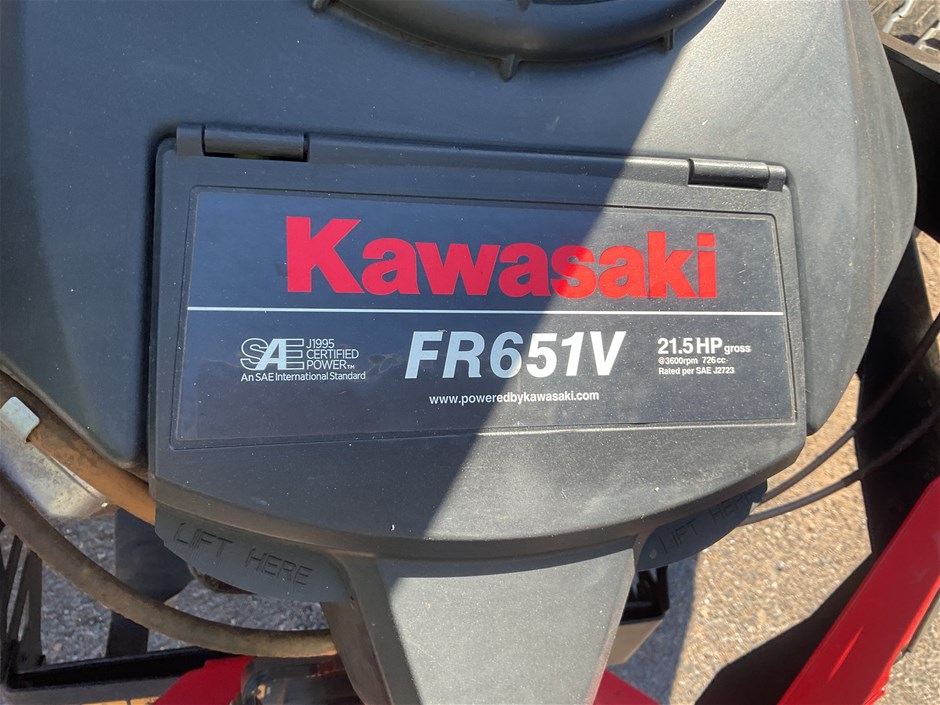 Kawasaki
SAE J1995
CERTIFIED
POWER™
An SAE International Standard
FR651V
21.5 HP gross
@3600rpm 726 cc
Rated per SAE J2723
www.poweredbykawasaki.com
LIFT HERE
LIFT HERE